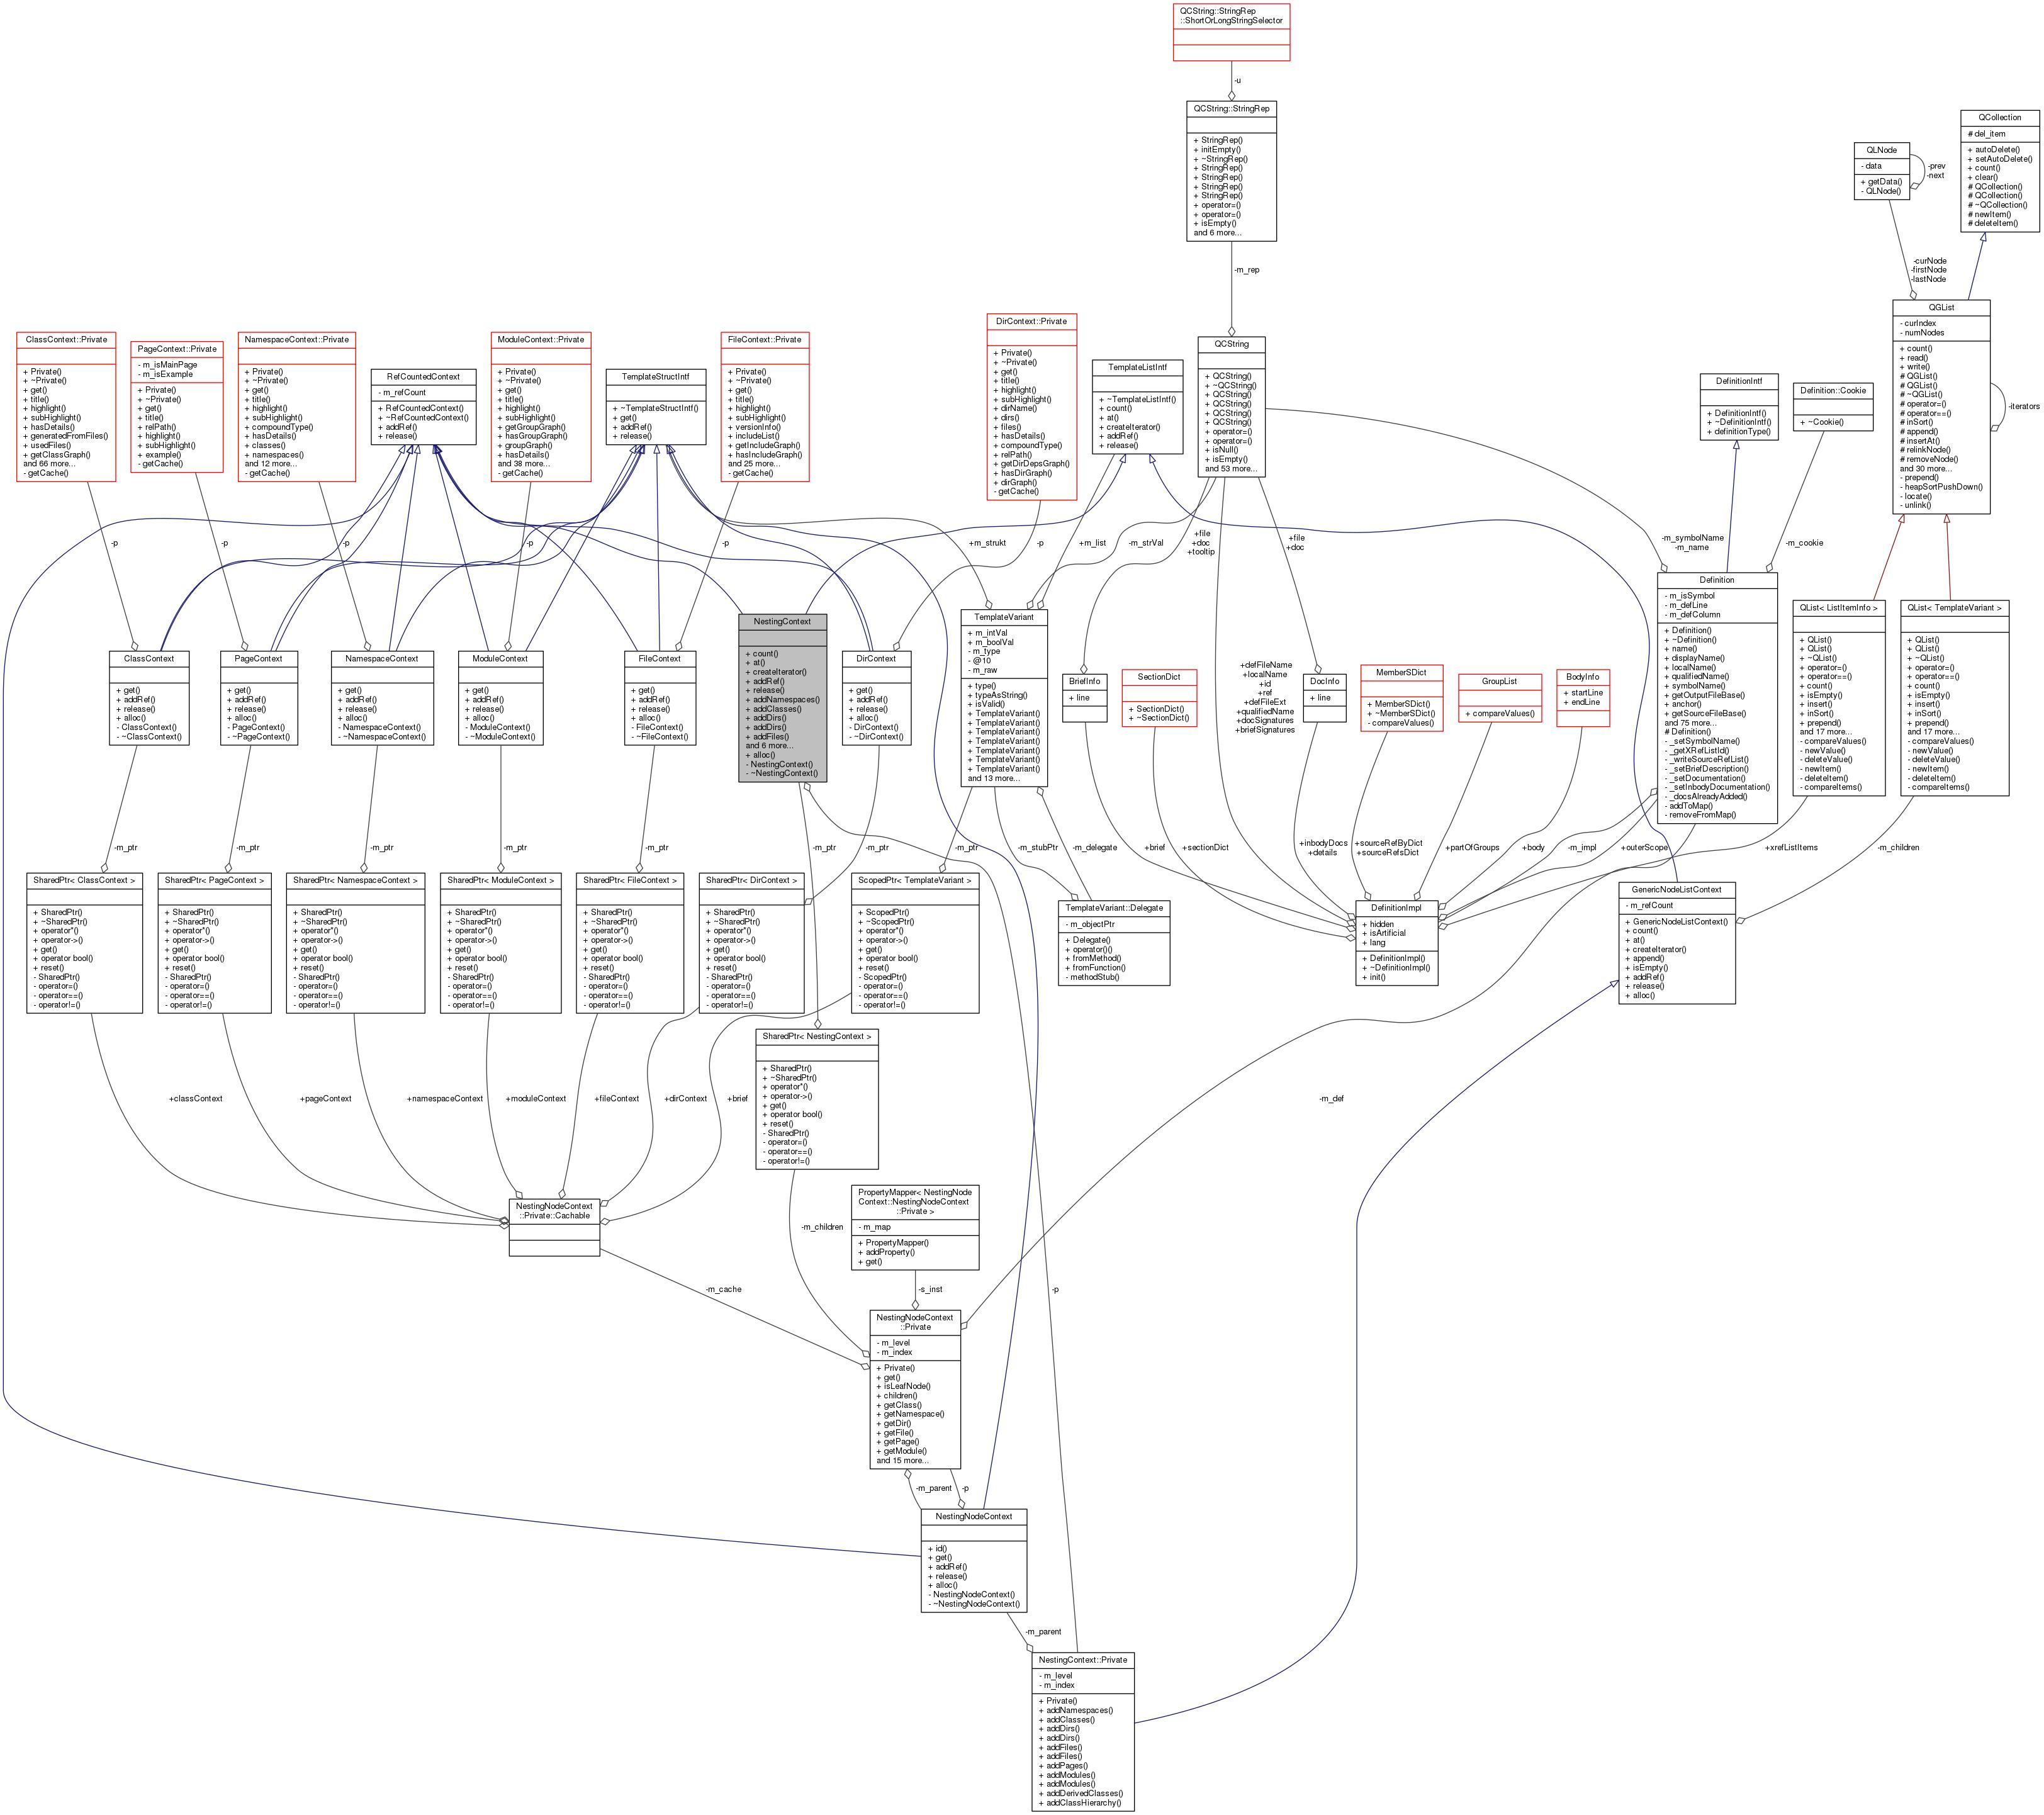 QCString::StringRep
::ShortOrLongStringSelector
-u
QCString::StringRep
+ StringRep()
+ initEmpty()
+ ~StringRep()
+ StringRep()
+ StringRep()
+ StringRep()
+ StringRep()
+ operator=()
+ operator=()
+ isEmpty()
and 6 more...
QCollection
# del_item
+ autoDelete()
+ setAutoDelete()
+ count()
+ clear()
# QCollection()
# QCollection()
# ~QCollection()
# newItem()
# deleteItem()
QLNode
- data
+ getData()
- QLNode()
-prev
-next
-m_rep
-curNode
-firstNode
-lastNode
ClassContext::Private
+ Private()
+ ~Private()
+ get()
+ title()
+ highlight()
+ subHighlight()
+ hasDetails()
+ generatedFromFiles()
+ usedFiles()
+ getClassGraph()
and 66 more...
- getCache()
PageContext::Private
- m_isMainPage
- m_isExample
+ Private()
+ ~Private()
+ get()
+ title()
+ relPath()
+ highlight()
+ subHighlight()
+ example()
- getCache()
NamespaceContext::Private
+ Private()
+ ~Private()
+ get()
+ title()
+ highlight()
+ subHighlight()
+ compoundType()
+ hasDetails()
+ classes()
+ namespaces()
and 12 more...
- getCache()
RefCountedContext
- m_refCount
+ RefCountedContext()
+ ~RefCountedContext()
+ addRef()
+ release()
ModuleContext::Private
+ Private()
+ ~Private()
+ get()
+ title()
+ highlight()
+ subHighlight()
+ getGroupGraph()
+ hasGroupGraph()
+ groupGraph()
+ hasDetails()
and 38 more...
- getCache()
TemplateStructIntf
+ ~TemplateStructIntf()
+ get()
+ addRef()
+ release()
FileContext::Private
+ Private()
+ ~Private()
+ get()
+ title()
+ highlight()
+ subHighlight()
+ versionInfo()
+ includeList()
+ getIncludeGraph()
+ hasIncludeGraph()
and 25 more...
- getCache()
DirContext::Private
+ Private()
+ ~Private()
+ get()
+ title()
+ highlight()
+ subHighlight()
+ dirName()
+ dirs()
+ files()
+ hasDetails()
+ compoundType()
+ relPath()
+ getDirDepsGraph()
+ hasDirGraph()
+ dirGraph()
- getCache()
TemplateListIntf
+ ~TemplateListIntf()
+ count()
+ at()
+ createIterator()
+ addRef()
+ release()
QCString
+ QCString()
+ ~QCString()
+ QCString()
+ QCString()
+ QCString()
+ QCString()
+ operator=()
+ operator=()
+ isNull()
+ isEmpty()
and 53 more...
DefinitionIntf
+ DefinitionIntf()
+ ~DefinitionIntf()
+ definitionType()
Definition::Cookie
+ ~Cookie()
QGList
- curIndex
- numNodes
+ count()
+ read()
+ write()
# QGList()
# QGList()
# ~QGList()
# operator=()
# operator==()
# inSort()
# append()
# insertAt()
# relinkNode()
# removeNode()
and 30 more...
- prepend()
- heapSortPushDown()
- locate()
- unlink()
-iterators
-p
-p
-p
-p
-p
+m_strukt
-p
+m_list
-m_strVal
+file
+doc
+tooltip
+file
+doc
-m_symbolName
-m_name
-m_cookie
ClassContext
+ get()
+ addRef()
+ release()
+ alloc()
- ClassContext()
- ~ClassContext()
PageContext
+ get()
+ addRef()
+ release()
+ alloc()
- PageContext()
- ~PageContext()
NamespaceContext
+ get()
+ addRef()
+ release()
+ alloc()
- NamespaceContext()
- ~NamespaceContext()
ModuleContext
+ get()
+ addRef()
+ release()
+ alloc()
- ModuleContext()
- ~ModuleContext()
FileContext
+ get()
+ addRef()
+ release()
+ alloc()
- FileContext()
- ~FileContext()
NestingContext
+ count()
+ at()
+ createIterator()
+ addRef()
+ release()
+ addNamespaces()
+ addClasses()
+ addDirs()
+ addDirs()
+ addFiles()
and 6 more...
+ alloc()
- NestingContext()
- ~NestingContext()
DirContext
+ get()
+ addRef()
+ release()
+ alloc()
- DirContext()
- ~DirContext()
TemplateVariant
+ m_intVal
+ m_boolVal
- m_type
- @10
- m_raw
+ type()
+ typeAsString()
+ isValid()
+ TemplateVariant()
+ TemplateVariant()
+ TemplateVariant()
+ TemplateVariant()
+ TemplateVariant()
+ TemplateVariant()
+ TemplateVariant()
and 13 more...
BriefInfo
+ line
SectionDict
+ SectionDict()
+ ~SectionDict()
+defFileName
+localName
+id
+ref
+defFileExt
+qualifiedName
+docSignatures
+briefSignatures
DocInfo
+ line
MemberSDict
+ MemberSDict()
+ ~MemberSDict()
- compareValues()
GroupList
+ compareValues()
BodyInfo
+ startLine
+ endLine
Definition
- m_isSymbol
- m_defLine
- m_defColumn
+ Definition()
+ ~Definition()
+ name()
+ displayName()
+ localName()
+ qualifiedName()
+ symbolName()
+ getOutputFileBase()
+ anchor()
+ getSourceFileBase()
and 75 more...
# Definition()
- _setSymbolName()
- _getXRefListId()
- _writeSourceRefList()
- _setBriefDescription()
- _setDocumentation()
- _setInbodyDocumentation()
- _docsAlreadyAdded()
- addToMap()
- removeFromMap()
QList< ListItemInfo >
+ QList()
+ QList()
+ ~QList()
+ operator=()
+ operator==()
+ count()
+ isEmpty()
+ insert()
+ inSort()
+ prepend()
and 17 more...
- compareValues()
- newValue()
- deleteValue()
- newItem()
- deleteItem()
- compareItems()
QList< TemplateVariant >
+ QList()
+ QList()
+ ~QList()
+ operator=()
+ operator==()
+ count()
+ isEmpty()
+ insert()
+ inSort()
+ prepend()
and 17 more...
- compareValues()
- newValue()
- deleteValue()
- newItem()
- deleteItem()
- compareItems()
-m_ptr
-m_ptr
-m_ptr
-m_ptr
-m_ptr
-m_ptr
-m_ptr
-m_ptr
-m_stubPtr
-m_delegate
+brief
+sectionDict
+inbodyDocs
+details
+sourceRefByDict
+sourceRefsDict
+partOfGroups
+body
-m_impl
+outerScope
+xrefListItems
-m_children
SharedPtr< ClassContext >
+ SharedPtr()
+ ~SharedPtr()
+ operator*()
+ operator->()
+ get()
+ operator bool()
+ reset()
- SharedPtr()
- operator=()
- operator==()
- operator!=()
SharedPtr< PageContext >
+ SharedPtr()
+ ~SharedPtr()
+ operator*()
+ operator->()
+ get()
+ operator bool()
+ reset()
- SharedPtr()
- operator=()
- operator==()
- operator!=()
SharedPtr< NamespaceContext >
+ SharedPtr()
+ ~SharedPtr()
+ operator*()
+ operator->()
+ get()
+ operator bool()
+ reset()
- SharedPtr()
- operator=()
- operator==()
- operator!=()
SharedPtr< ModuleContext >
+ SharedPtr()
+ ~SharedPtr()
+ operator*()
+ operator->()
+ get()
+ operator bool()
+ reset()
- SharedPtr()
- operator=()
- operator==()
- operator!=()
SharedPtr< FileContext >
+ SharedPtr()
+ ~SharedPtr()
+ operator*()
+ operator->()
+ get()
+ operator bool()
+ reset()
- SharedPtr()
- operator=()
- operator==()
- operator!=()
SharedPtr< DirContext >
+ SharedPtr()
+ ~SharedPtr()
+ operator*()
+ operator->()
+ get()
+ operator bool()
+ reset()
- SharedPtr()
- operator=()
- operator==()
- operator!=()
ScopedPtr< TemplateVariant >
+ ScopedPtr()
+ ~ScopedPtr()
+ operator*()
+ operator->()
+ get()
+ operator bool()
+ reset()
- ScopedPtr()
- operator=()
- operator==()
- operator!=()
TemplateVariant::Delegate
- m_objectPtr
+ Delegate()
+ operator()()
+ fromMethod()
+ fromFunction()
- methodStub()
DefinitionImpl
+ hidden
+ isArtificial
+ lang
+ DefinitionImpl()
+ ~DefinitionImpl()
+ init()
GenericNodeListContext
- m_refCount
+ GenericNodeListContext()
+ count()
+ at()
+ createIterator()
+ append()
+ isEmpty()
+ addRef()
+ release()
+ alloc()
SharedPtr< NestingContext >
+ SharedPtr()
+ ~SharedPtr()
+ operator*()
+ operator->()
+ get()
+ operator bool()
+ reset()
- SharedPtr()
- operator=()
- operator==()
- operator!=()
+classContext
+pageContext
+namespaceContext
+moduleContext
+fileContext
+dirContext
+brief
-m_def
NestingNodeContext
::Private::Cachable
-m_children
PropertyMapper< NestingNode
Context::NestingNodeContext
::Private >
- m_map
+ PropertyMapper()
+ addProperty()
+ get()
-m_cache
-s_inst
-p
NestingNodeContext
::Private
- m_level
- m_index
+ Private()
+ get()
+ isLeafNode()
+ children()
+ getClass()
+ getNamespace()
+ getDir()
+ getFile()
+ getPage()
+ getModule()
and 15 more...
-m_parent
-p
NestingNodeContext
+ id()
+ get()
+ addRef()
+ release()
+ alloc()
- NestingNodeContext()
- ~NestingNodeContext()
-m_parent
NestingContext::Private
- m_level
- m_index
+ Private()
+ addNamespaces()
+ addClasses()
+ addDirs()
+ addDirs()
+ addFiles()
+ addFiles()
+ addPages()
+ addModules()
+ addModules()
+ addDerivedClasses()
+ addClassHierarchy()